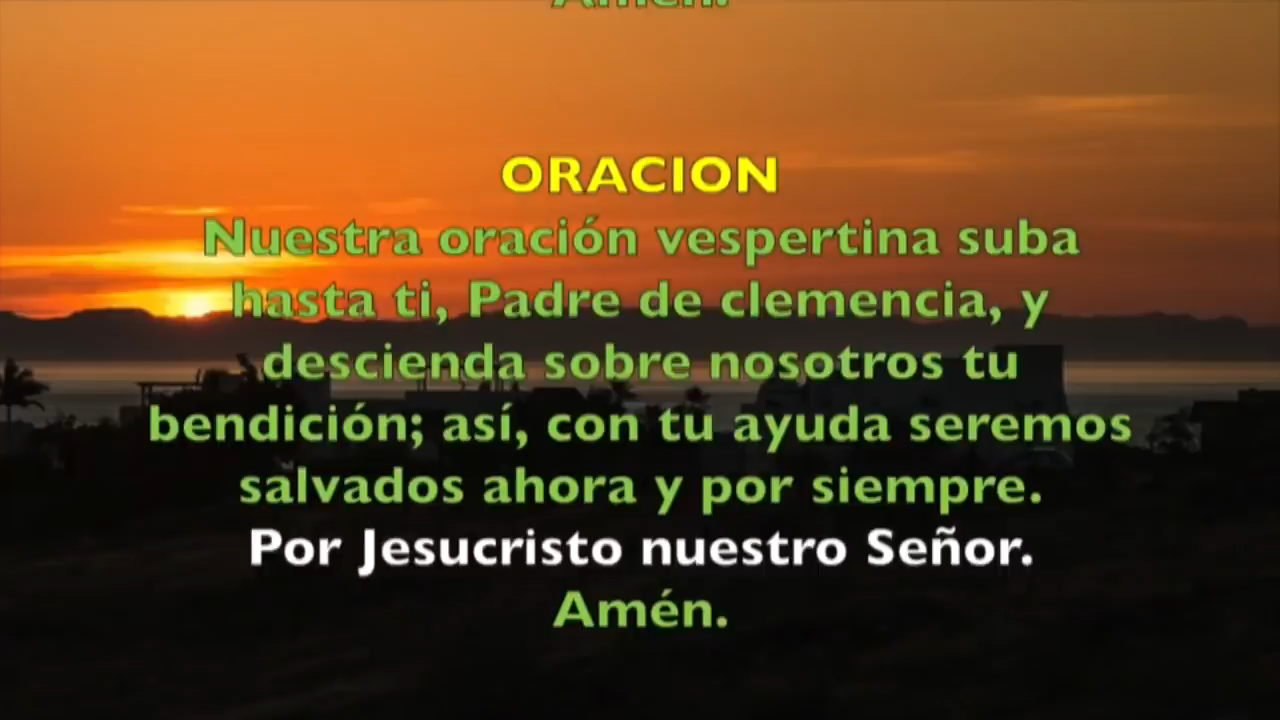 Amén.
ORACION
Nuestra oración vespertina suba
hasta ti, Padre de clemencia, y
descienda sobre nosotros tu
bendición; así, con tu ayuda seremos
salvados ahora y por siempre.
Por Jesucristo nuestro Señor.
Amén.